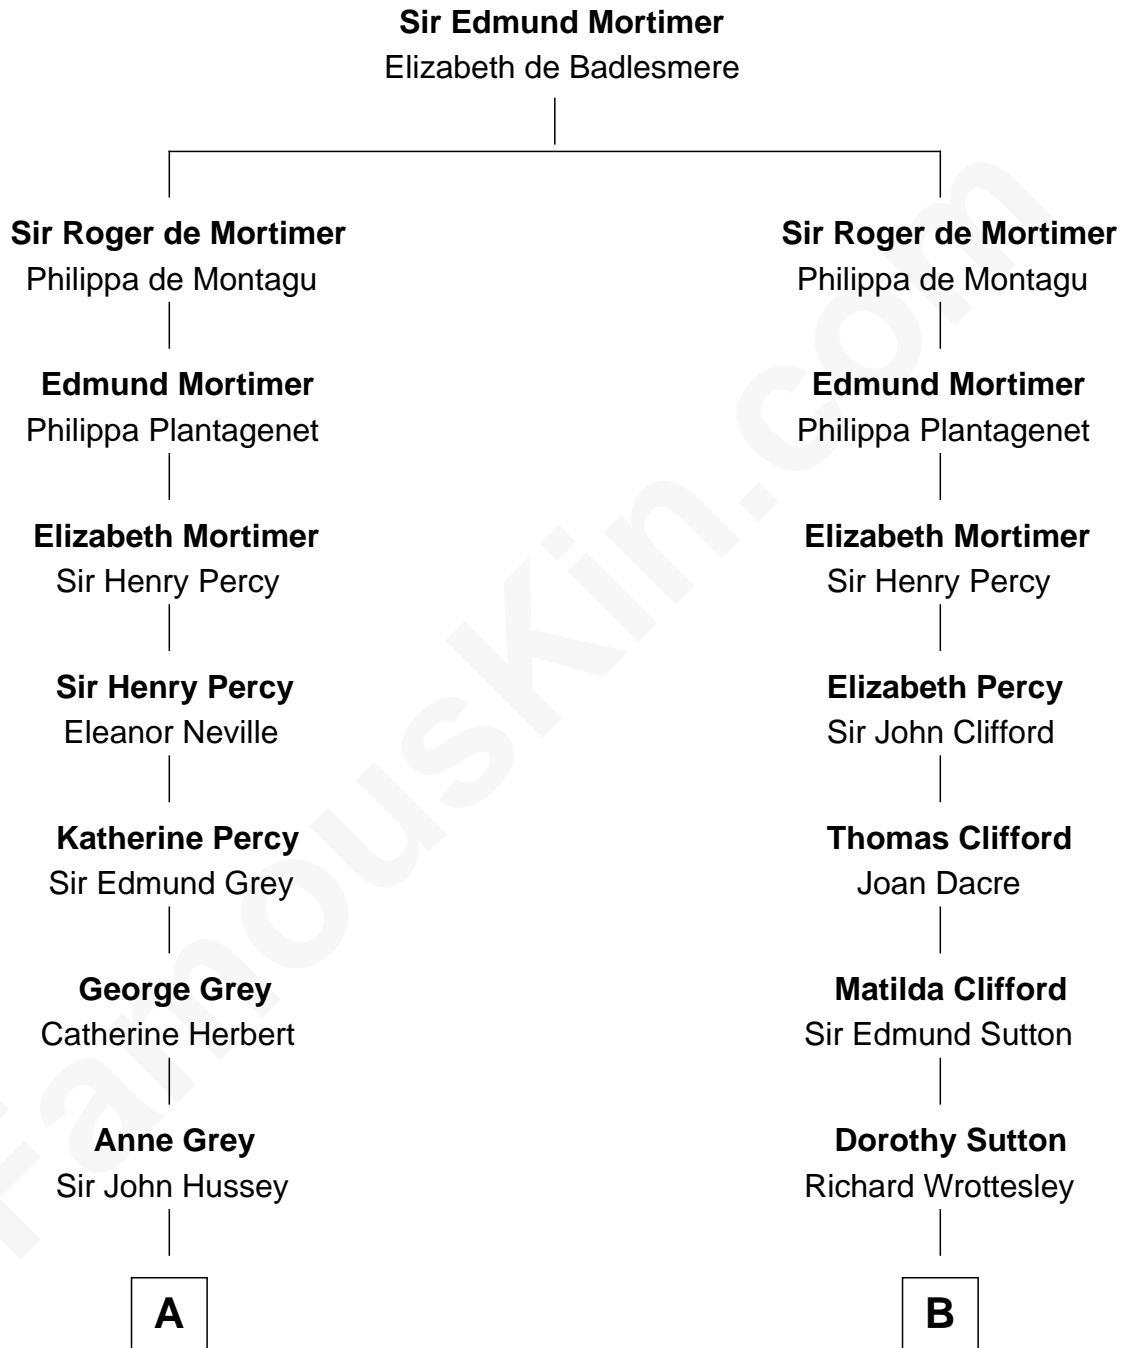 Sir Edmund Mortimer
Elizabeth de Badlesmere
Sir Roger de Mortimer
Philippa de Montagu
Sir Roger de Mortimer
Philippa de Montagu
Edmund Mortimer
Philippa Plantagenet
Edmund Mortimer
Philippa Plantagenet
Elizabeth Mortimer
Sir Henry Percy
Elizabeth Mortimer
Sir Henry Percy
Sir Henry Percy
Eleanor Neville
Elizabeth Percy
Sir John Clifford
Katherine Percy
Sir Edmund Grey
Thomas Clifford
Joan Dacre
George Grey
Catherine Herbert
Matilda Clifford
Sir Edmund Sutton
Anne Grey
Sir John Hussey
Dorothy Sutton
Richard Wrottesley
A
B
FamousKin.com